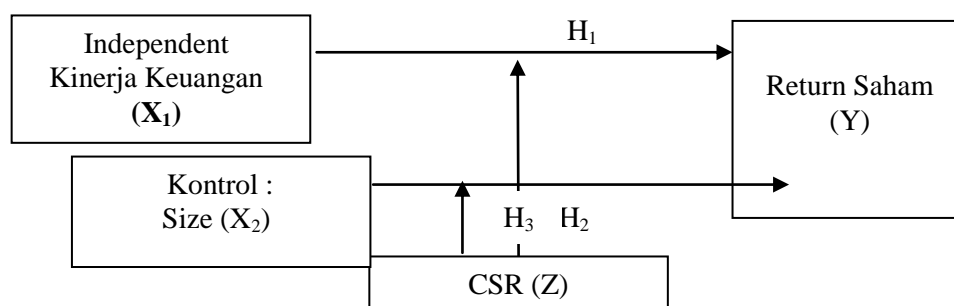 Independent
Kinerja Keuangan
(X₁)
H₁
Return Saham
(Y)
Kontrol :
Size (X₂)
H₃ H₂
CSR (Z)